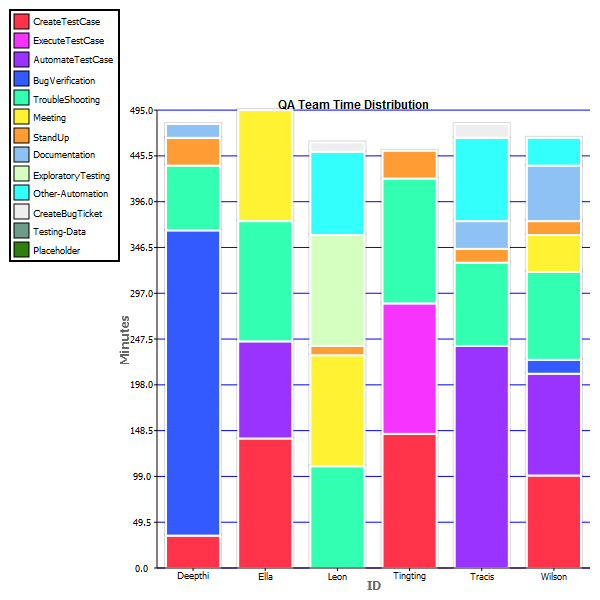 CreateTestCase
ExecuteTestCase
AutomateTestCase
BugVerification
TroubleShooting
Meeting
StandUp
Documentation
ExploratoryTesting
Other-Automation
CreateBugTicket
Testing-Data
Placeholder
QA Team Time Distribution
495.0
445.5
396.0
346.5
297.0
247.5
198.0
148.5
99.0
49.5
0.0
Minutes
Deepthi Ella Leon Tingting Tracis Wilson
ID